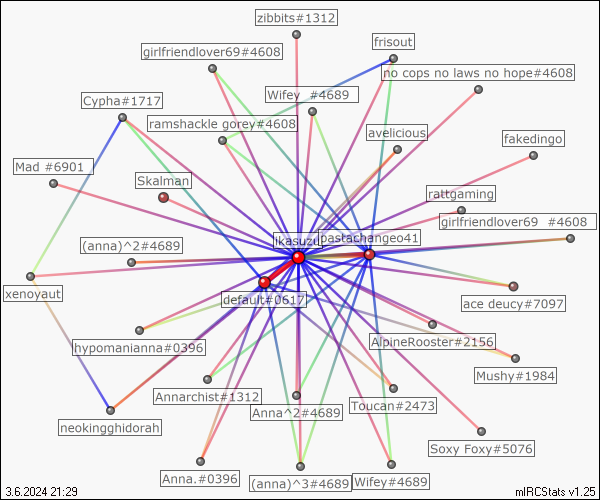 zibbits#1312
girlfriendlover69#4608
frisout
no cops no laws no hope#4608
Wifey #4689
Cypha#1717
ramshackle gorey#4608
avelicious
fakedingo
Mad #6901
Skalman
rattgaming
girlfriendlover69 #4608
(anna)^2#4689
likasuzu
pastachangeo41
xenoyaut
default#0617
ace deucy#7097
lhypomanianna#0396
AlpineRooster#2156
Mushy#1984
Annarchist#1312
Anna^2#4689
Toucan#2473
neokingghidorah
Soxy Foxy#5076
Anna.#0396
(anna)^3#4689
Wifey#4689
3.6.2024 21:29
mIRCStats v1.25